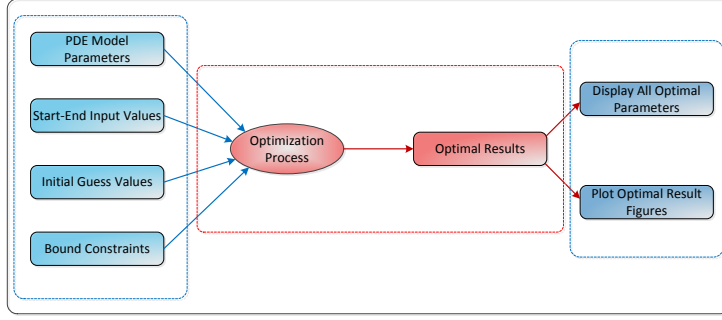 PDE Model
Parameters
Start-End Input Values
Initial Guess Values
Bound Constraints
Optimization
Process
Optimal Results
Display All Optimal
Parameters
Plot Optimal Result
Figures